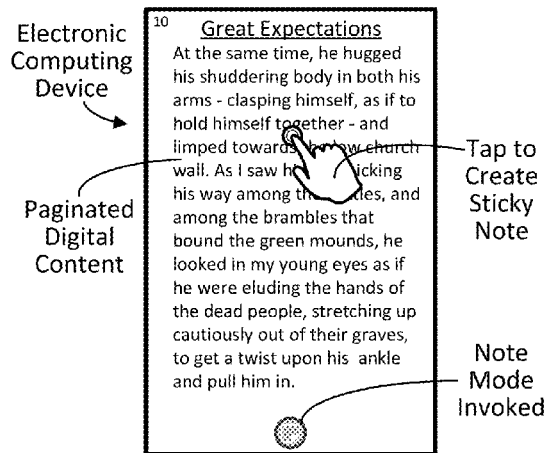 10
Great Expectations
At the same time, he hugged
his shuddering body in both his
arms - clasping himself, as if to
hold himself together - and
limped towards church
wall. As I saw icking
his way among and
among the brambles that
bound the green mounds, he
looked in my young eyes as if
he were eluding the hands of
the dead people, stretching up
cautiously out of their graves,
to get a twist upon his ankle
and pull him in.
Electronic
Computing
Device
Paginated
Digital
Content
Tap to
Create
Sticky
Note
Note
Mode
Invoked